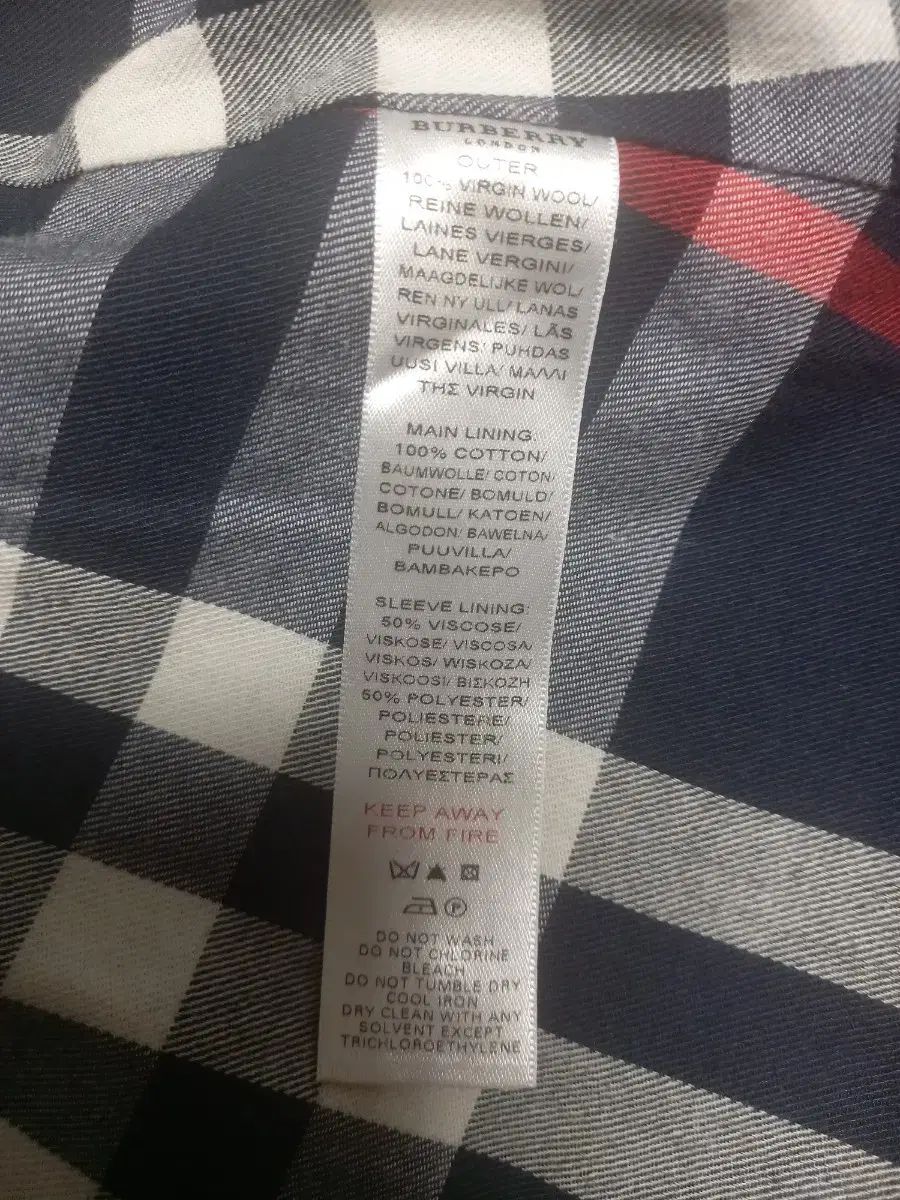 BURBERRY
LONDON
OUTER
100% VIRGIN WOOL/
REINE WOLLEN/
LAINES VIERGES/
LANE VERGINI/
MAAGDELIJKE WOL/
REN NY ULL/ LANAS
VIRGINALES/ LÃS
VIRGENS/ PUHDAS
UUSI VILLA/ ΜΑΛΛΙ
ΤΗΣ VIRGIN
MAIN LINING:
100% COTTON/
BAUMWOLLE/ COTON/
COTONE/ BOMULD/
BOMULL/ KATOEN/
ALGODON/ BAWELNA/
PUUVILLA/
ΒΑΜΒΑΚΕΡΟ
SLEEVE LINING:
50% VISCOSE/
VISKOSE/ VISCOSA/
VISKOS/ WISKOZA/
VISKOOSI/ ΒΙΣΚΟΖΗ
50% POLYESTER/
POLIESTERE/
POLIESTER/
POLYESTERI/
ΠΟΛΥΕΣΤΕΡΑΣ
KEEP AWAY
FROM FIRE
P
DO NOT WASH
DO NOT CHLORINE
BLEACH
DO NOT TUMBLE DRY
COOL IRON
DRY CLEAN WITH ANY
SOLVENT EXCEPT
TRICHLOROETHYLENE